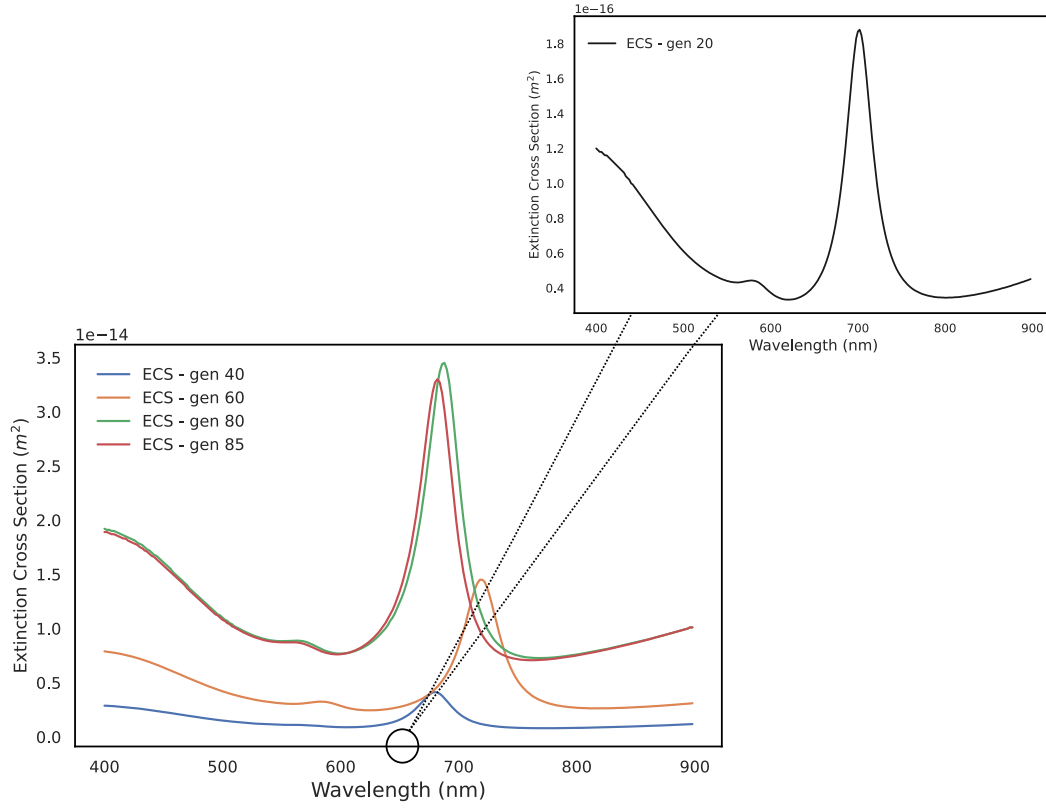 1e−16
1.8
1.6
1.4
1.2
1.0
0.8
0.6
0.4
Extinction Cross Section (m²)
ECS - gen 20
400 500 600 700 800 900
Wavelength (nm)
1e−14
3.5
3.0
2.5
2.0
1.5
1.0
0.5
0.0
Extinction Cross Section (m²)
ECS - gen 40
ECS - gen 60
ECS - gen 80
ECS - gen 85
400 500 600 700 800 900
Wavelength (nm)